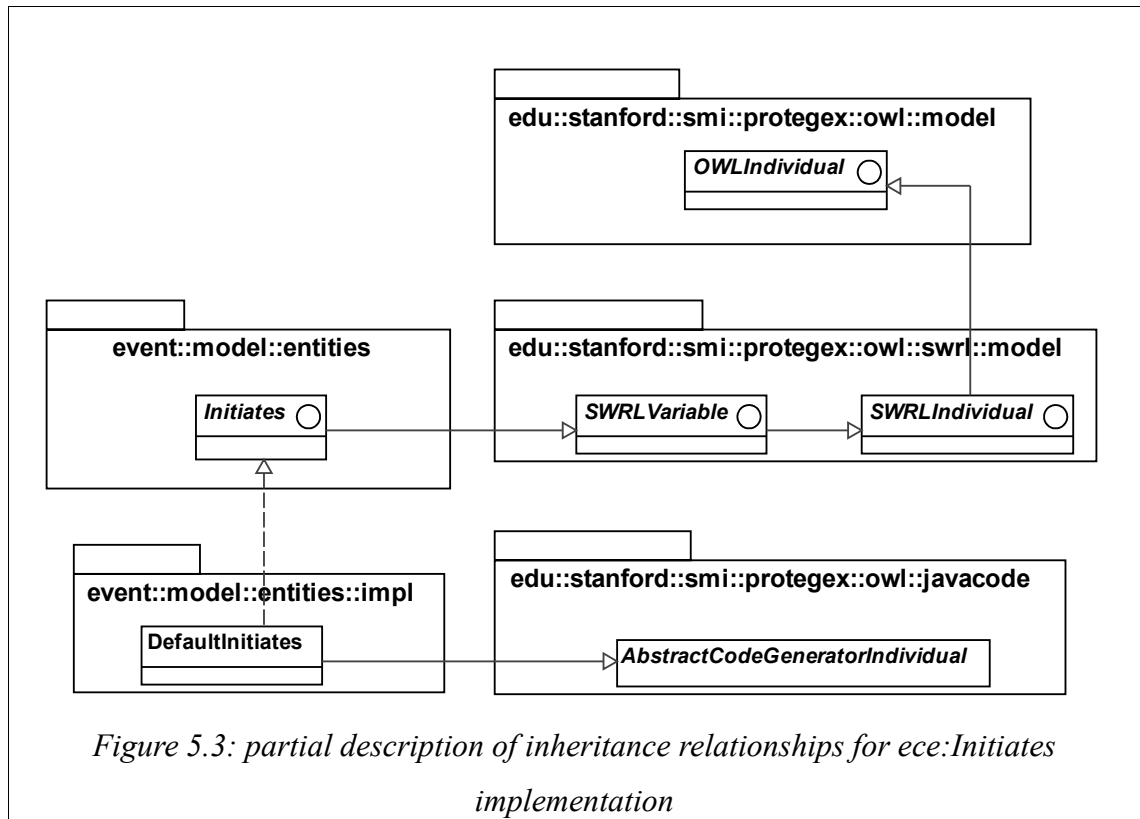 edu::stanford::smi::protegex::owl::model
OWLIndividual
event::model::entities
Initiates
edu::stanford::smi::protegex::owl::swrl::model
SWRLVariable
SWRLIndividual
event::model::entities::impl
DefaultInitiates
edu::stanford::smi::protegex::owl::javacode
AbstractCodeGeneratorIndividual
Figure 5.3: partial description of inheritance relationships for ece:Initiates
implementation